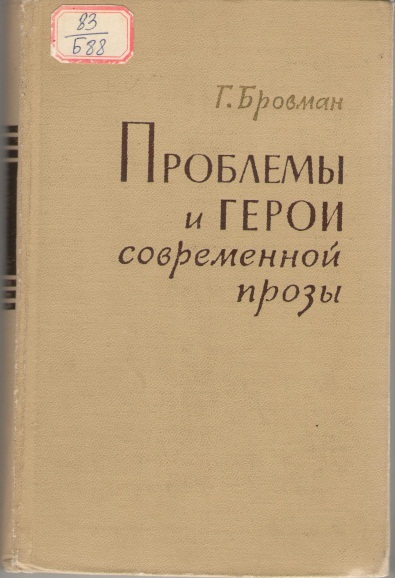 83
Б88
Г. Бровман
ПРОБЛЕМЫ
и ГЕРОИ
современной
прозы